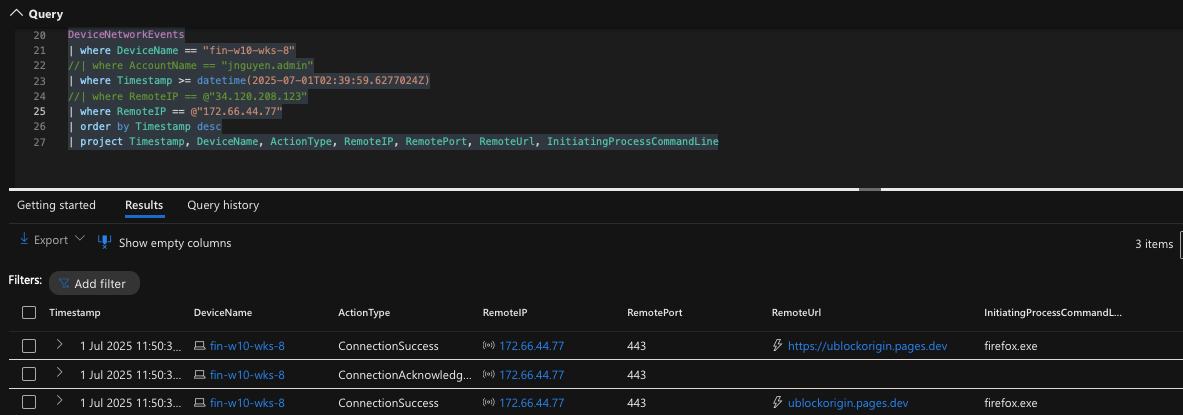 Query
20 DeviceNetworkEvents
21 | where DeviceName == "fin-w10-wks-8"
22 //| where AccountName == "jnguyen.admin"
23 | where Timestamp >= datetime(2025-07-01T02:39:59.6277024Z)
24 //| where RemoteIP == @"34.120.208.123"
25 | where RemoteIP == @"172.66.44.77"
26 | order by Timestamp desc
27 | project Timestamp, DeviceName, ActionType, RemoteIP, RemotePort, RemoteUrl, InitiatingProcessCommandLine
Getting started Results Query history
Export Show empty columns 3 items
Filters: Add filter
Timestamp DeviceName ActionType RemoteIP RemotePort RemoteUrl InitiatingProcessCommandL...
1 Jul 2025 11:50:3... fin-w10-wks-8 ConnectionSuccess 172.66.44.77 443 https://ublockorigin.pages.dev firefox.exe
1 Jul 2025 11:50:3... fin-w10-wks-8 ConnectionAcknowledg... 172.66.44.77 443
1 Jul 2025 11:50:3... fin-w10-wks-8 ConnectionSuccess 172.66.44.77 443 ublockorigin.pages.dev firefox.exe